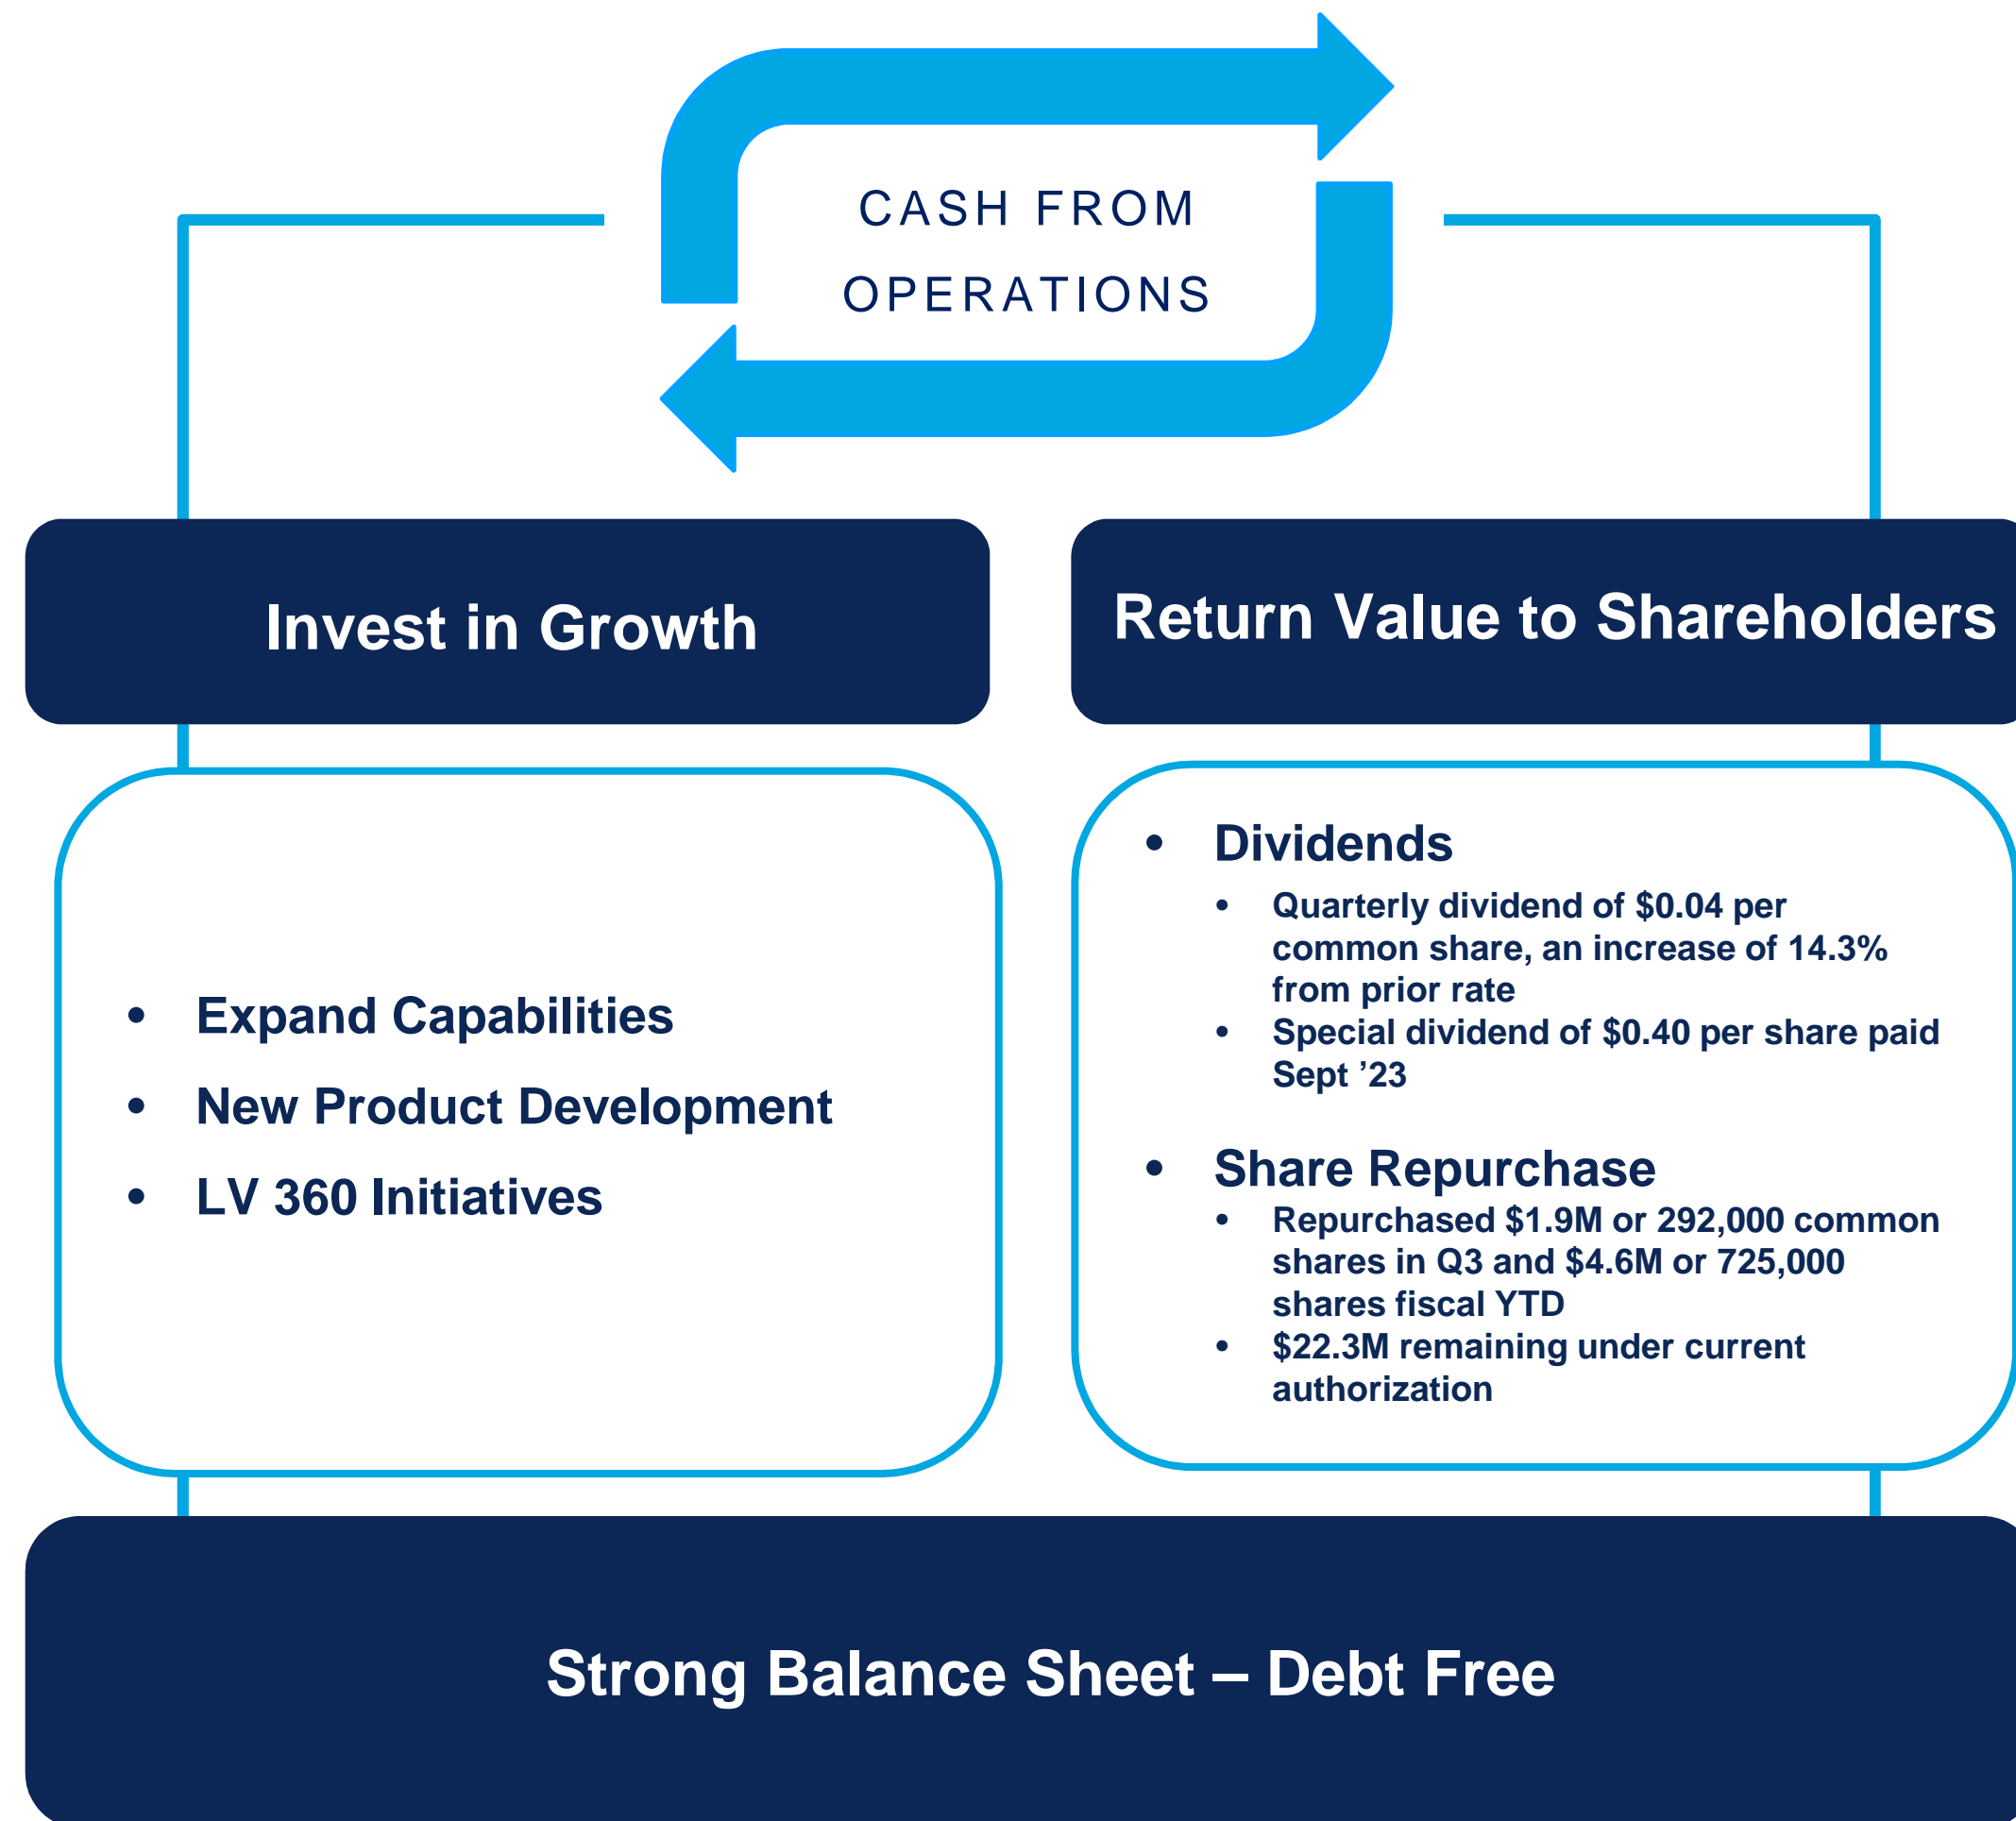 CASH FROM
OPERATIONS
Invest in Growth
Return Value to Shareholders
• Expand Capabilities
• New Product Development
• LV 360 Initiatives
• Dividends
• Quarterly dividend of $0.04 per
common share, an increase of 14.3%
from prior rate
• Special dividend of $0.40 per share paid
Sept ’23
• Share Repurchase
• Repurchased $1.9M or 292,000 common
shares in Q3 and $4.6M or 725,000
shares fiscal YTD
• $22.3M remaining under current
authorization
Strong Balance Sheet – Debt Free